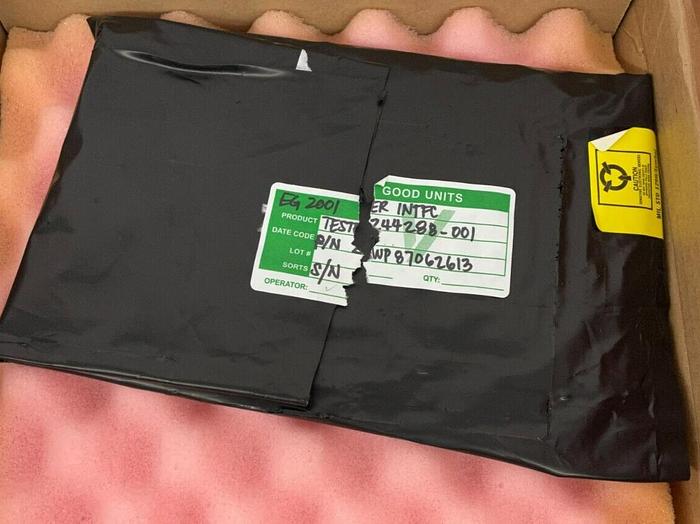 GOOD UNITS
EG 2001
PRODUCT TEST ER INTFC
DATE CODE P/N 244288-001
LOT # S/N WP87062613
SORTS
OPERATOR: QTY:
CAUTION